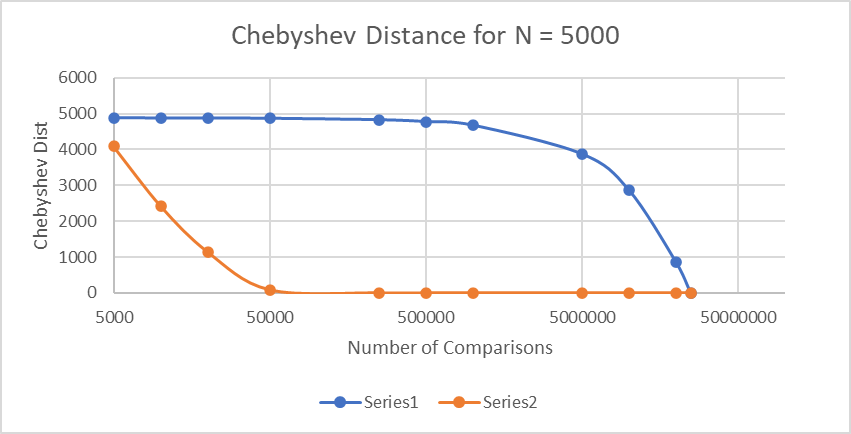 Chebyshev Distance for N = 5000
6000
5000
4000
3000
2000
1000
0
Chebyshev Dist
5000 50000 500000 5000000 50000000
Number of Comparisons
Series1 Series2